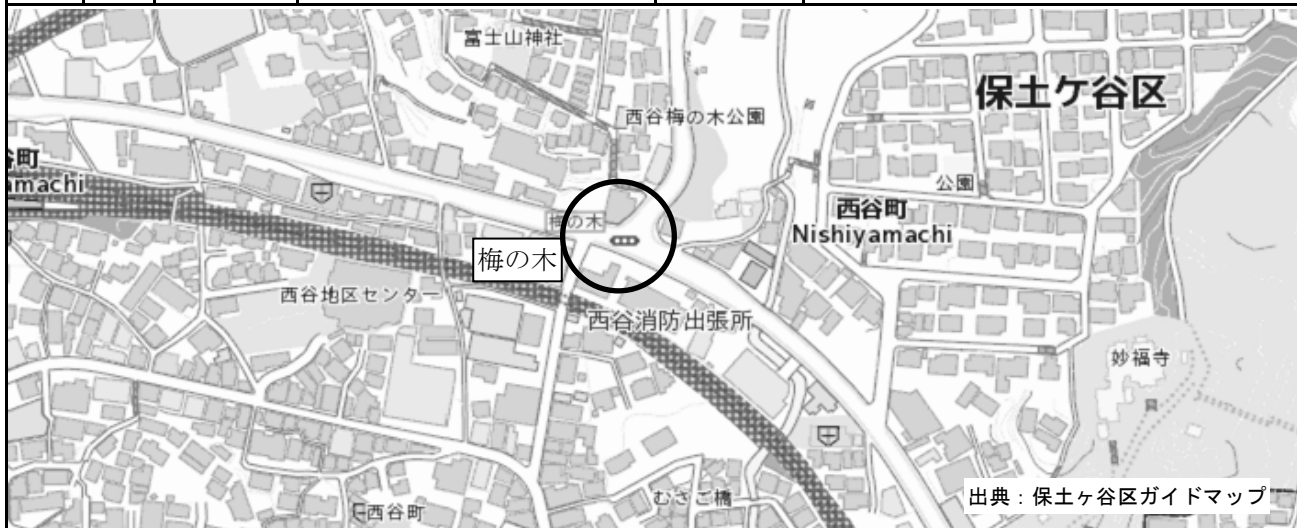 富士山神社
保土ケ谷区
西谷梅の木公園
谷町
amachi
公園
西谷町
Nishiyamachi
梅の木
梅の木
西谷地区センター
西谷消防出張所
妙福寺
むさご橋
西谷町
出典：保土ヶ谷区ガイドマップ